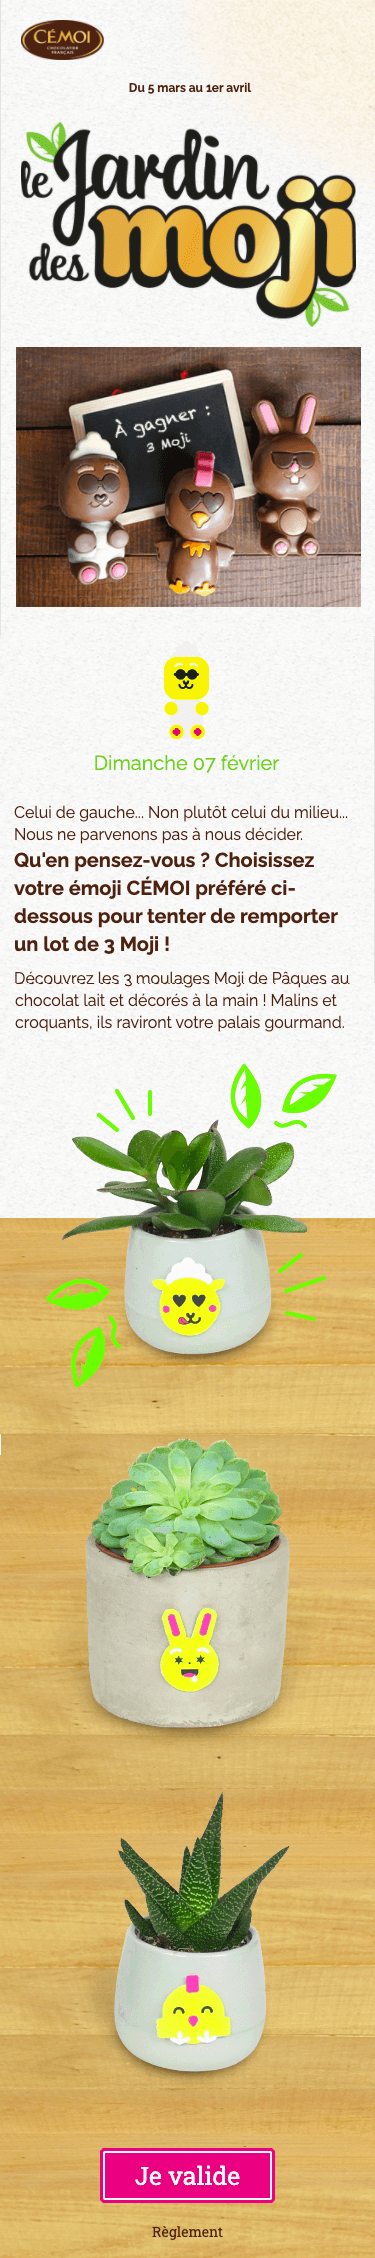 CÉMOI
CHOCOLATIER
FRANÇAIS
Du 5 mars au 1er avril
le Jardin
des moji
À gagner :
3 Moji
Dimanche 07 février
Celui de gauche... Non plutôt celui du milieu...
Nous ne parvenons pas à nous décider.
Qu'en pensez-vous ? Choisissez
votre émoji CÉMOI préféré ci-
dessous pour tenter de remporter
un lot de 3 Moji !
Découvrez les 3 moulages Moji de Pâques au
chocolat lait et décorés à la main ! Malins et
croquants, ils raviront votre palais gourmand.
Je valide
Règlement